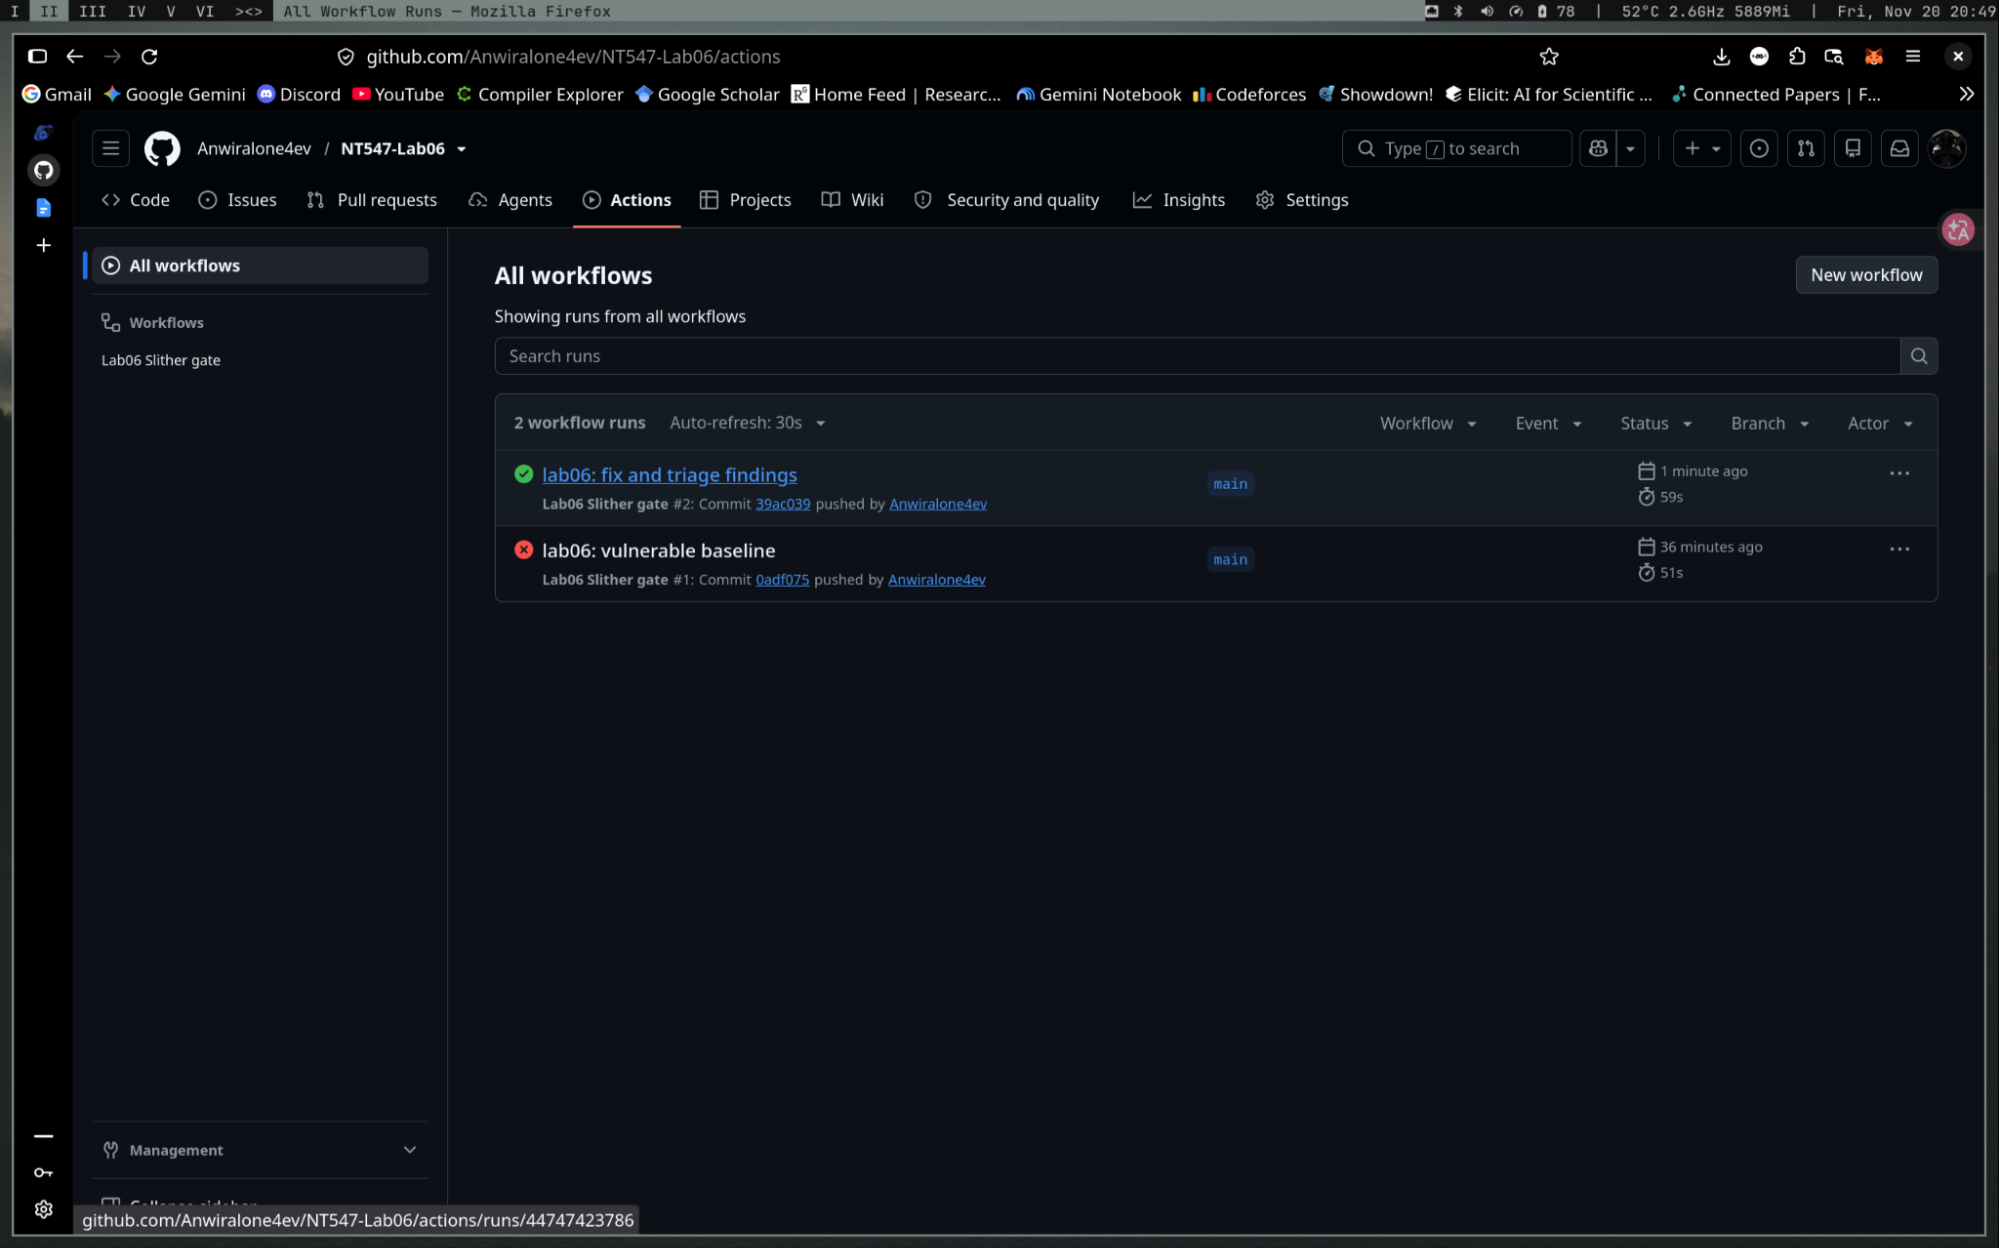 I II III IV V VI ><> All Workflow Runs — Mozilla Firefox 78 | 52°C 2.6GHz 5889Mi | Fri, Nov 20 20:49
github.com/Anwiralone4ev/NT547-Lab06/actions
Gmail Google Gemini Discord YouTube Compiler Explorer Google Scholar Home Feed | Researc... Gemini Notebook Codeforces Showdown! Elicit: AI for Scientific ... Connected Papers | F...
Anwiralone4ev / NT547-Lab06 Type / to search
Code Issues Pull requests Agents Actions Projects Wiki Security and quality Insights Settings
All workflows
Workflows
Lab06 Slither gate
All workflows New workflow
Showing runs from all workflows
Search runs
2 workflow runs Auto-refresh: 30s Workflow Event Status Branch Actor
lab06: fix and triage findings main 1 minute ago
Lab06 Slither gate #2: Commit 39ac039 pushed by Anwiralone4ev 59s
lab06: vulnerable baseline main 36 minutes ago
Lab06 Slither gate #1: Commit 0adf075 pushed by Anwiralone4ev 51s
Management
Collapse sidebar
github.com/Anwiralone4ev/NT547-Lab06/actions/runs/44747423786